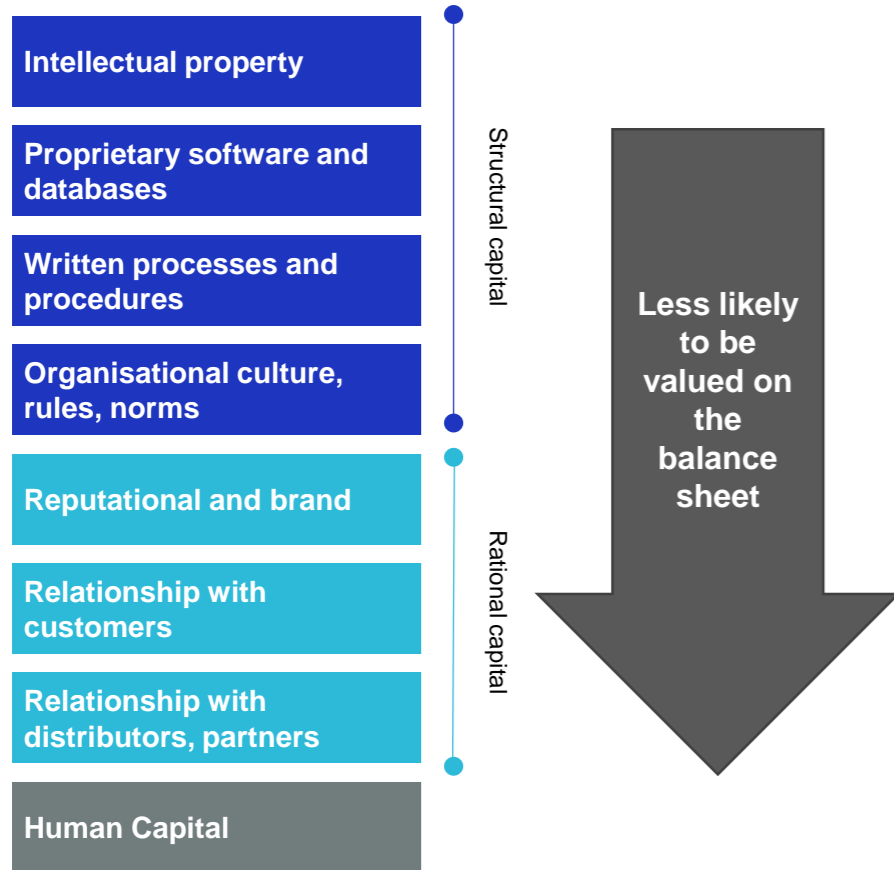 Intellectual property
Proprietary software and
databases
Written processes and
procedures
Organisational culture,
rules, norms
Reputational and brand
Relationship with
customers
Relationship with
distributors, partners
Human Capital
Structural capital
Rational capital
Less likely
to be
valued on
the
balance
sheet